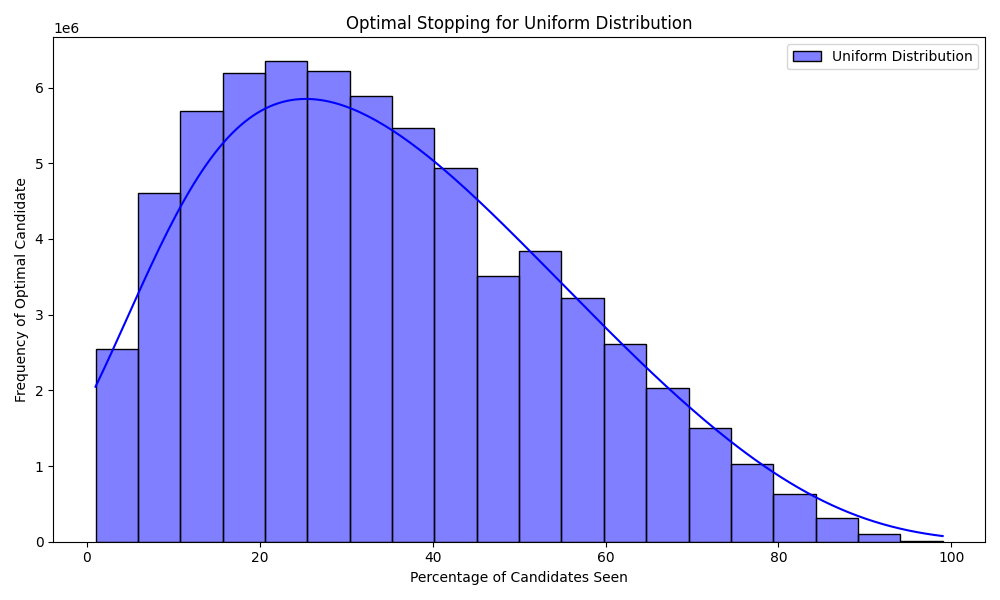 Optimal Stopping for Uniform Distribution
1e6
Uniform Distribution
6
5
4
3
2
1
0
Frequency of Optimal Candidate
0 20 40 60 80 100
Percentage of Candidates Seen